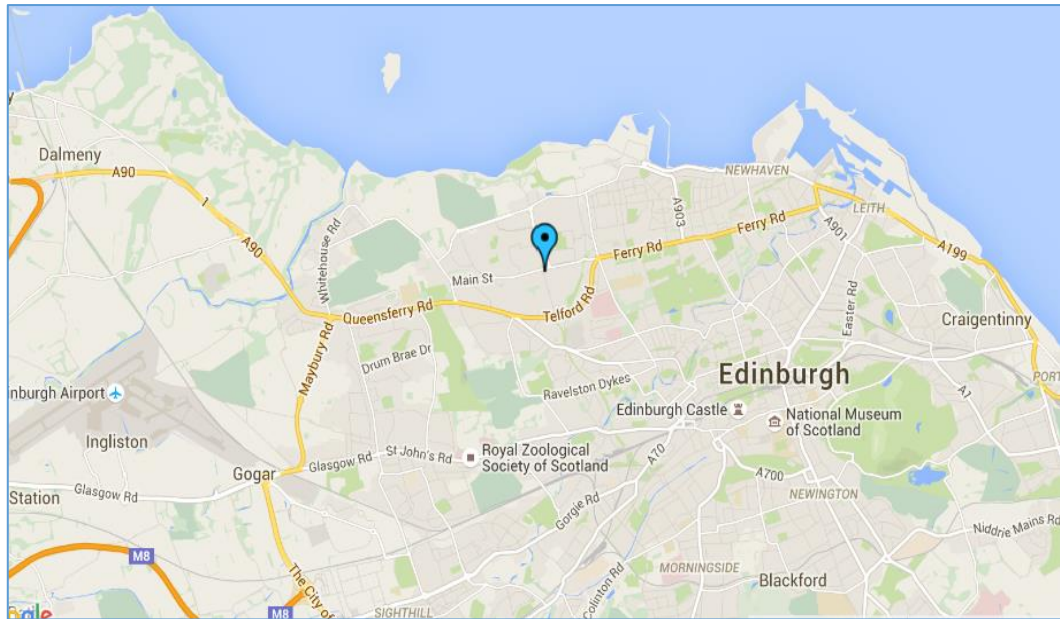 Dalmeny
A90
1
A90
Whitehouse Rd
Main St
Queensferry Rd
Telford Rd
Ferry Rd
Ferry Rd
A903
NEWHAVEN
LEITH
A901
A199
Easter Rd
Craigentinny
Maybury Rd
Drum Brae Dr
Ravelston Dykes
Edinburgh
A1
PORT
nburgh Airport
Ingliston
Edinburgh Castle
National Museum
of Scotland
Gogar
Glasgow Rd
St John's Rd
Royal Zoological
Society of Scotland
A70
A700
Station
Glasgow Rd
Gorgie Rd
NEWINGTON
Niddrie Mains Rd
M8
The City of
MORNINGSIDE
Colinton Rd
Blackford
SIGHTHILL
M8